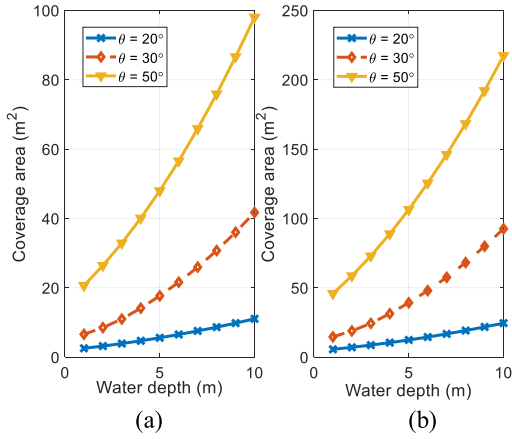 100
80
60
40
20
0
Coverage area (m²)
θ = 20°
θ = 30°
θ = 50°
0 5 10
Water depth (m)
(a)
250
200
150
100
50
0
Coverage area (m²)
θ = 20°
θ = 30°
θ = 50°
0 5 10
Water depth (m)
(b)